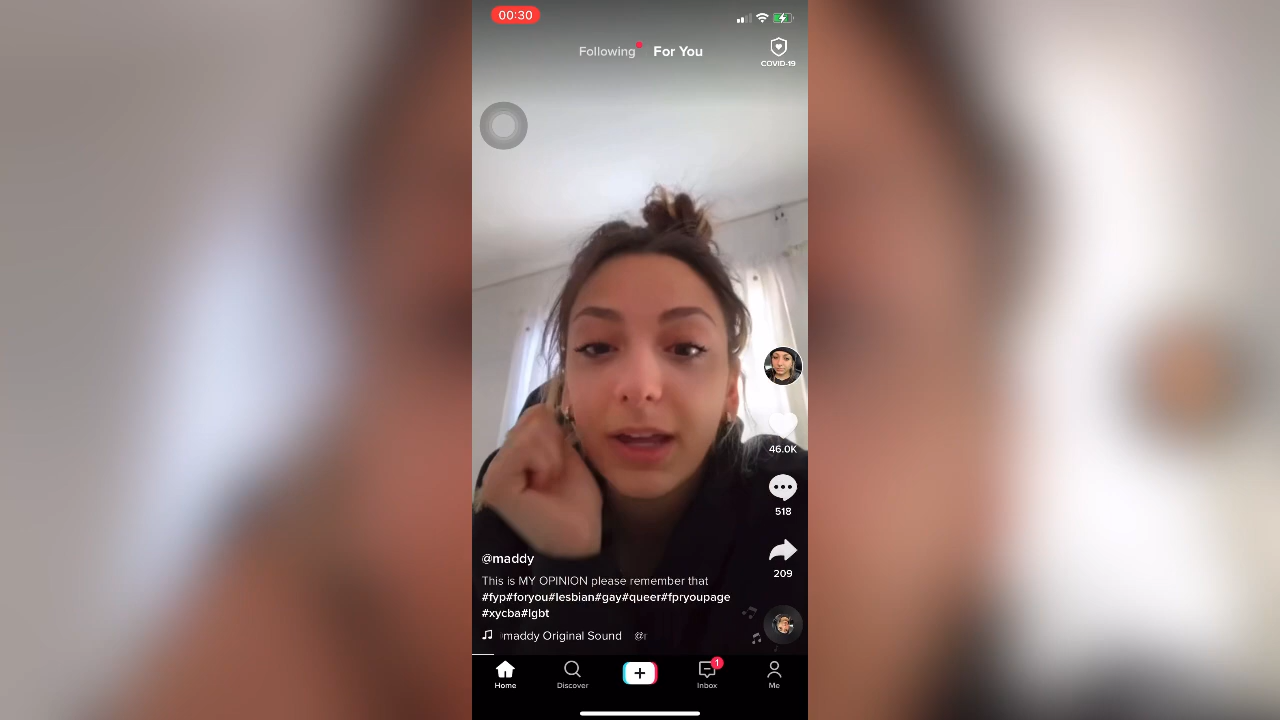 00:30
Following For You
COVID-19
46.0K
518
209
@maddy
This is MY OPINION please remember that
#fyp#foryou#lesbian#gay#queer#fpryoupage
#xycba#lgbt
maddy Original Sound @r
1
Home Discover Inbox Me